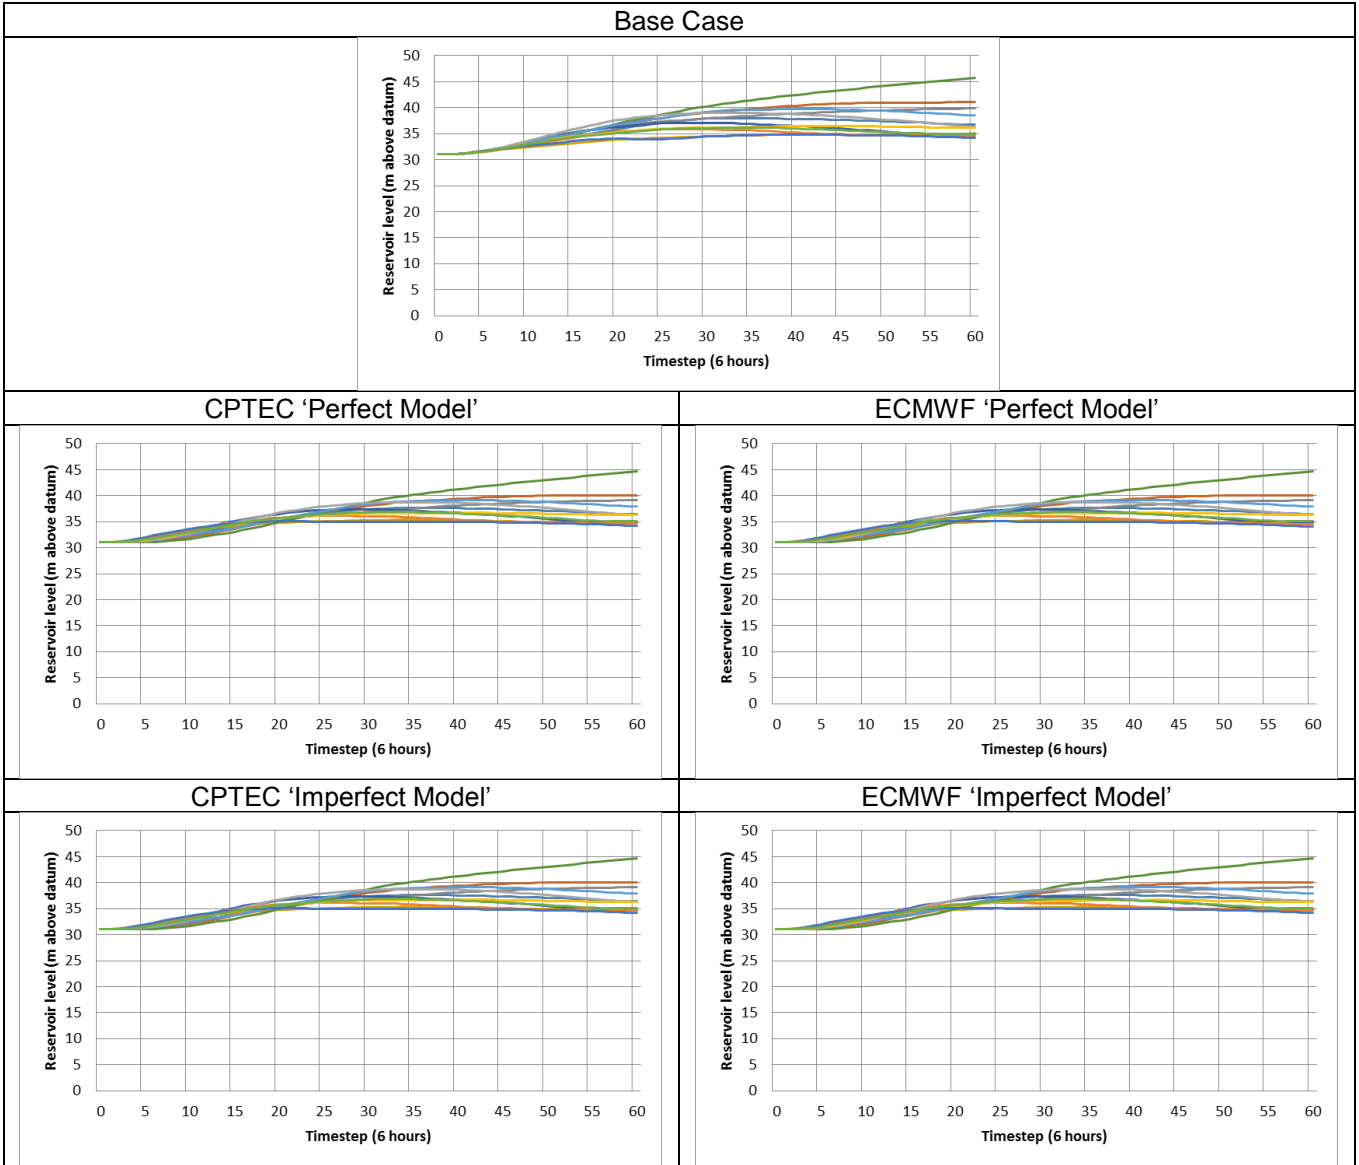 Base Case
50
45
40
35
30
25
20
15
10
5
0
Reservoir level (m above datum)
0 5 10 15 20 25 30 35 40 45 50 55 60
Timestep (6 hours)
CPTEC ‘Perfect Model’
ECMWF ‘Perfect Model’
50
45
40
35
30
25
20
15
10
5
0
Reservoir level (m above datum)
0 5 10 15 20 25 30 35 40 45 50 55 60
Timestep (6 hours)
50
45
40
35
30
25
20
15
10
5
0
Reservoir level (m above datum)
0 5 10 15 20 25 30 35 40 45 50 55 60
Timestep (6 hours)
CPTEC ‘Imperfect Model’
ECMWF ‘Imperfect Model’
50
45
40
35
30
25
20
15
10
5
0
Reservoir level (m above datum)
0 5 10 15 20 25 30 35 40 45 50 55 60
Timestep (6 hours)
50
45
40
35
30
25
20
15
10
5
0
Reservoir level (m above datum)
0 5 10 15 20 25 30 35 40 45 50 55 60
Timestep (6 hours)